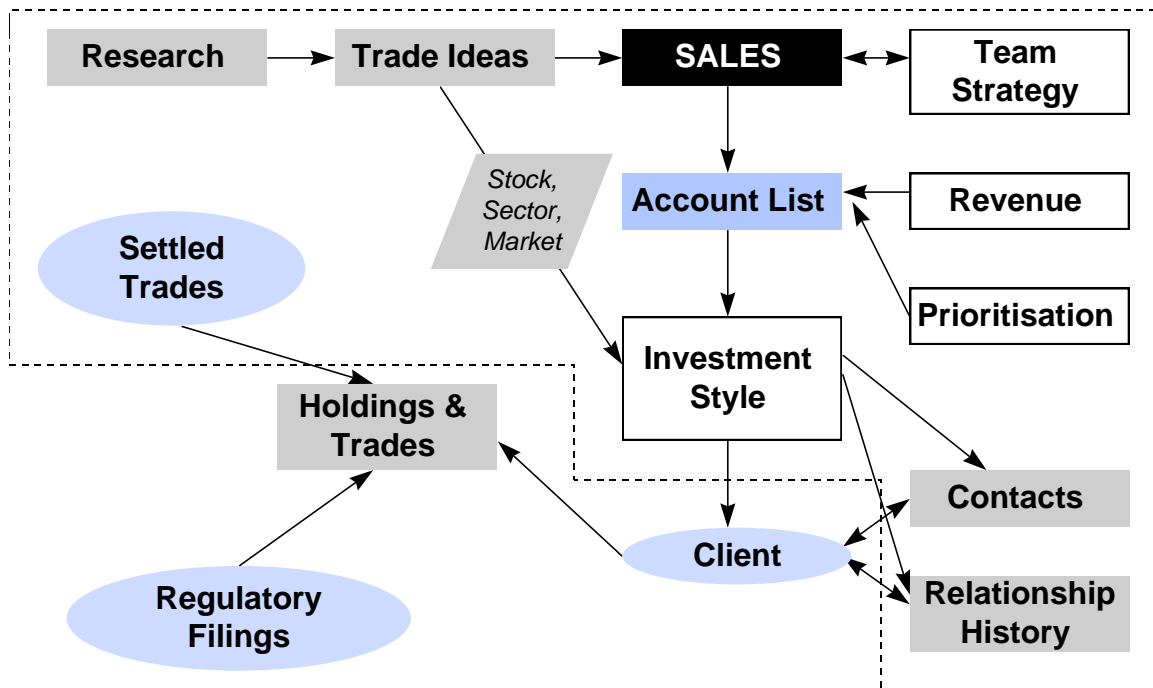 Research
Trade Ideas
SALES
Team
Strategy
Stock,
Sector,
Market
Account List
Revenue
Settled
Trades
Prioritisation
Investment
Style
Holdings &
Trades
Contacts
Client
Regulatory
Filings
Relationship
History